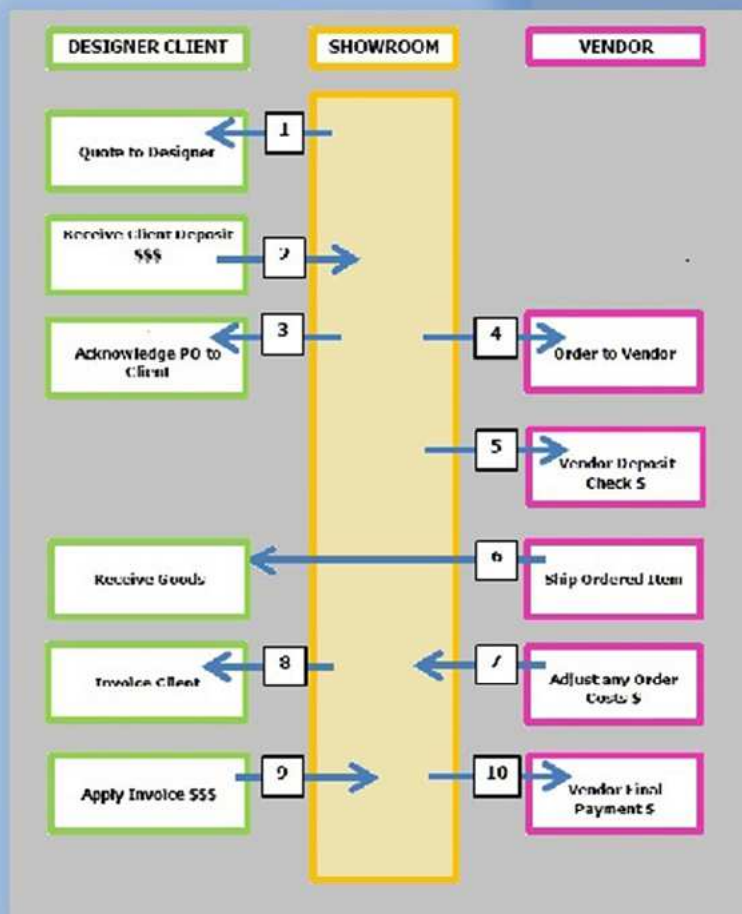 DESIGNER CLIENT
SHOWROOM
VENDOR
1
Quote to Designer
Receive Client Deposit
$$$
2
3
Acknowledge PO to
Client
4
Order to Vendor
5
Vendor Deposit
Check $
Receive Goods
6
Ship Ordered Item
8
Invoice Client
7
Adjust any Order
Costs $
9
Apply Invoice $$$
10
Vendor Final
Payment $